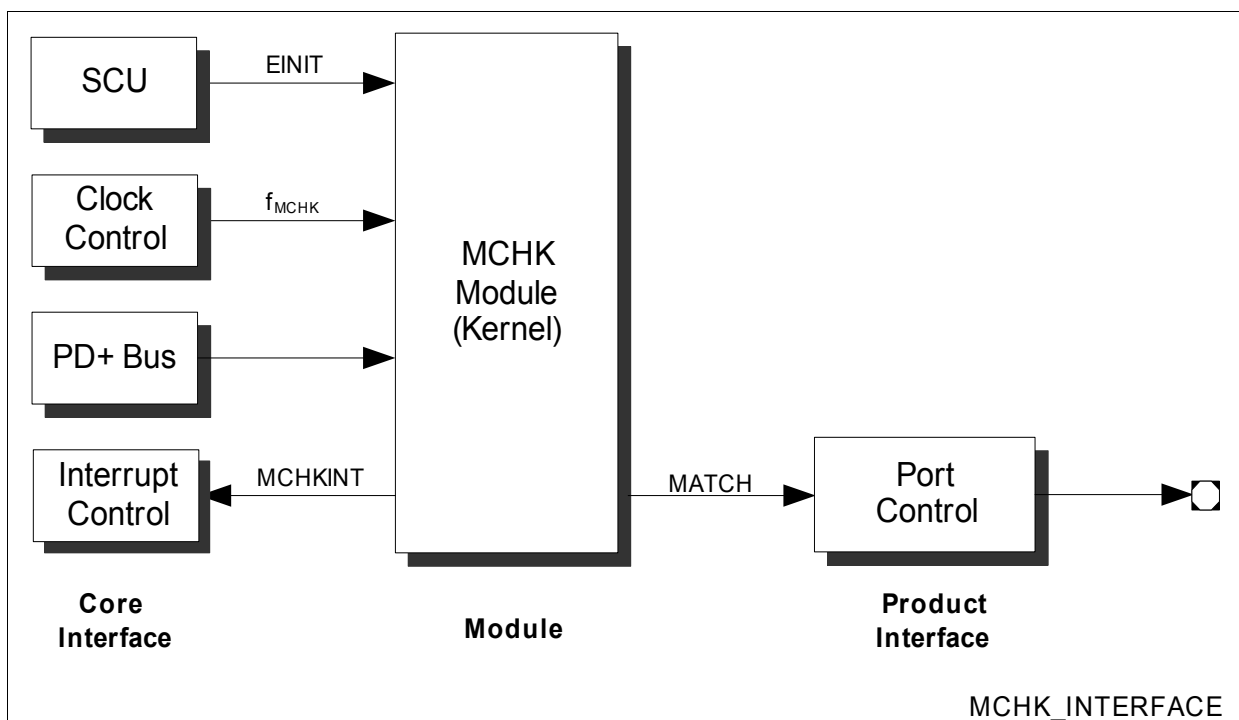 SCU
EINIT
Clock
Control
fMCHK
PD+ Bus
Interrupt
Control
MCHKINT
MCHK
Module
(Kernel)
MATCH
Port
Control
Core
Interface
Module
Product
Interface
MCHK_INTERFACE